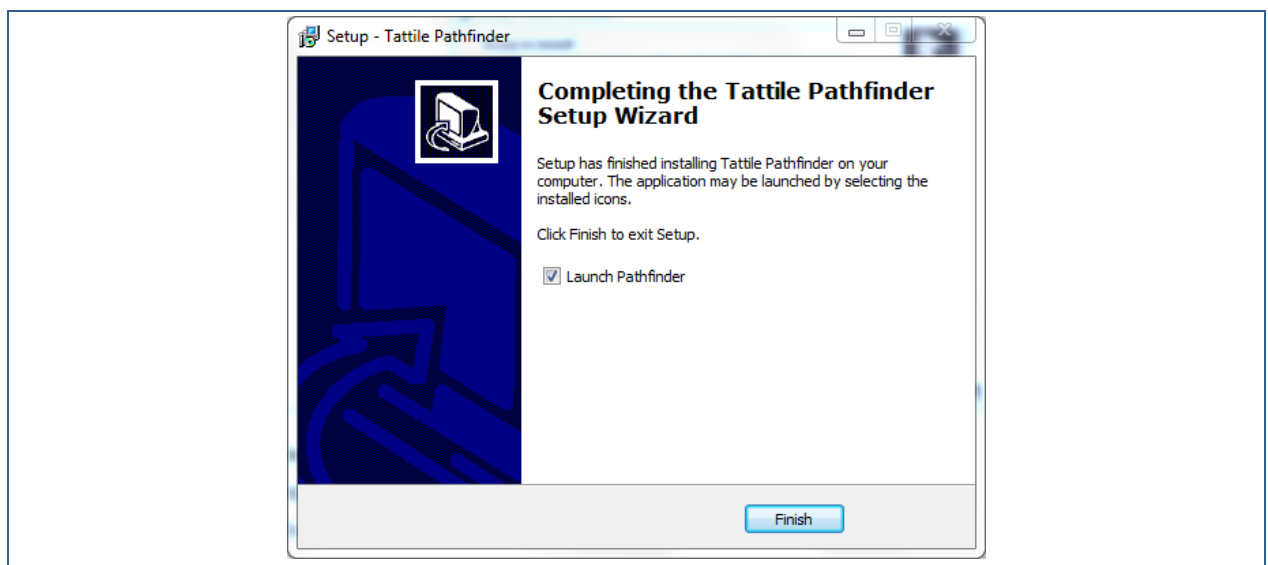 Setup - Tattile Pathfinder
Completing the Tattile Pathfinder
Setup Wizard
Setup has finished installing Tattile Pathfinder on your
computer. The application may be launched by selecting the
installed icons.
Click Finish to exit Setup.
Launch Pathfinder
Finish